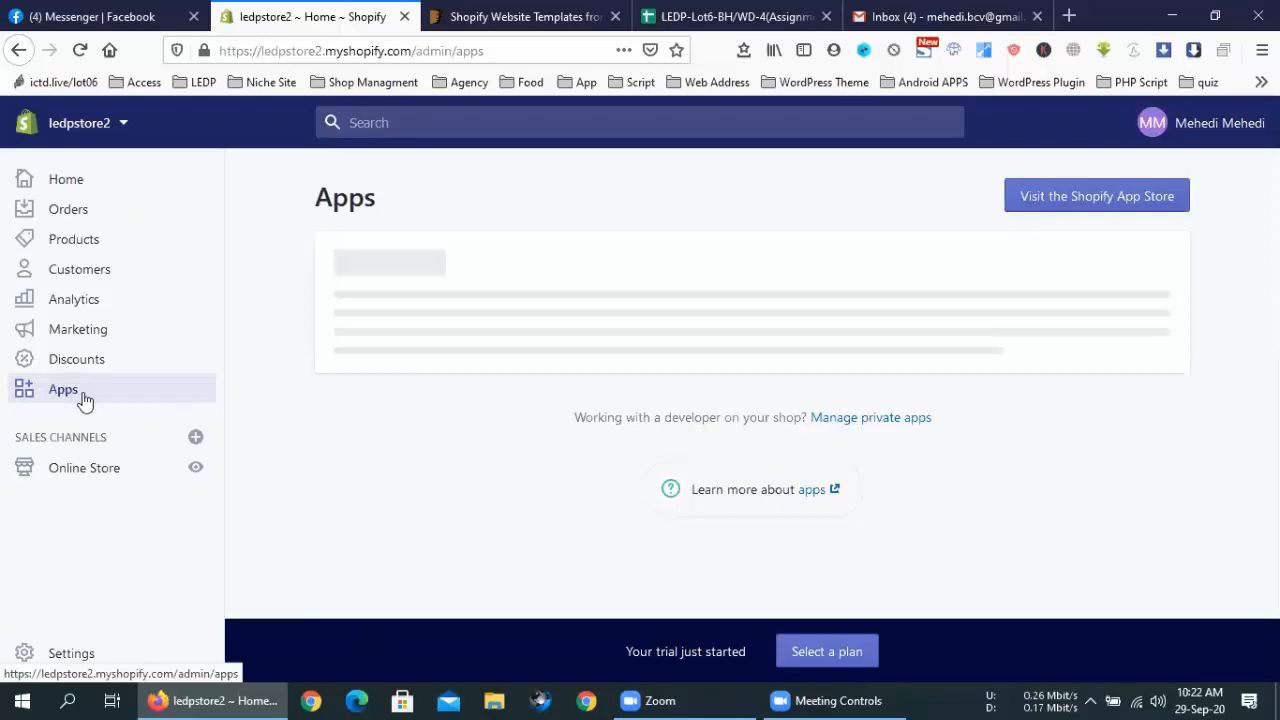 (4) Messenger | Facebook
ledpstore2 ~ Home ~ Shopify
Shopify Website Templates from
LEDP-Lot6-BH/WD-4(Assignm
Inbox (4) - mehedi.bcv@gmail.
https://ledpstore2.myshopify.com/admin/apps
New
ictd.live/lot06
Access
LEDP
Niche Site
Shop Managment
Agency
Food
App
Script
Web Address
WordPress Theme
Android APPS
WordPress Plugin
PHP Script
quiz
ledpstore2
Search
MM
Mehedi Mehedi
Home
Orders
Products
Customers
Analytics
Marketing
Discounts
Apps
SALES CHANNELS
Online Store
Settings
Apps
Visit the Shopify App Store
Working with a developer on your shop? Manage private apps
Learn more about apps
Your trial just started
Select a plan
https://ledpstore2.myshopify.com/admin/apps
ledpstore2 ~ Home...
Zoom
Meeting Controls
U: 0.26 Mbit/s
D: 0.17 Mbit/s
10:22 AM
29-Sep-20